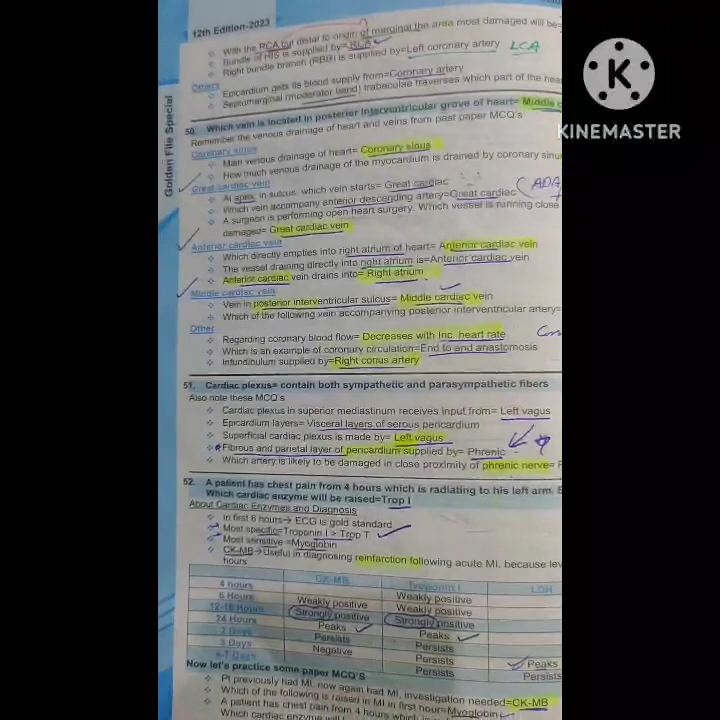 12th Edition-2023
With the RCA but distal to origin of marginal the area most damaged will
Bundle of HIS is supplied by=RCA
Right bundle branch (RBB) is supplied by=Left coronary artery LCA
Others
Epicardium gets its blood supply from=Coronary artery
Septomarginal (moderator band) trabeculae traverses which part of the
Golden File Special
KINEMASTER
50. Which vein is located in posterior interventricular grove of heart= Middle
Remember the venous drainage of heart and veins from past paper MCQ's
Coronary sinus
Main venous drainage of heart= Coronary sious
How much venous drainage of the myocardium is drained by coronary
Great cardiac vein
At apex, in sulcus, which vein starts= Great cardiac
Which vein accompany anterior descending artery=Great cardiac (ADA
A surgeon is performing open heart surgery. Which vessel is running close
damaged= Great cardiac vein
Anterior cardiac vein
Which directly empties into right atrium of heart= Anterior cardiac vein
The vessel draining directly into right atrium is=Anterior cardiac vein
Anterior cardiac vein drains into= Right atrium
Middle cardiac vein
Vein in posterior interventricular sulcus= Middle cardiac vein
Which of the following vein accompanying posterior interventricular artery=
Other
Regarding coronary blood flow= Decreases with Inc. heart rate
Which is an example of coronary circulation=End to end anastomosis
Infundiculum supplied by=Right conus artery
51. Cardiac plexus= contain both sympathetic and parasympathetic fibers
Also note these MCQ's
Cardiac plexus in superior mediastinum receives input from= Left vagus
Epicardium layers= Visceral layers of serous pericardium
Superficial cardiac plexus is made by= Left vagus
Fibrous and parietal layer of pericardium supplied by= Phrenic
Which artery is likely to be damaged in close proximity of phrenic nerve=
52. A patient has chest pain from 4 hours which is radiating to his left arm.
Which cardiac enzyme will be raised=Trop I
About Cardiac Enzymes and Diagnosis
In first 6 hours→ ECG is gold standard
Most specific=Troponin I > Trop T
Most sensitive =Myoglobin
CK-MB→Useful in diagnosing reinfarction following acute MI, because
hours
CK-MB Troponin I LDH
4 hours Weakly positive Weakly positive
6 hours Weakly positive
12-16 Hours Strongly positive Strongly positive
24 Hour Peaks Peaks
2 Days Persists Persists
3 Days Negative Persists Peaks
4-7 Days Persists Persists
Now let's practice some paper MCQ'S
Pt previously had MI, now again had MI, investigation needed=CK-MB
Which of the following is raised in MI in first hours=Myoglobin
A patient has chest pain from 4 hours which
Which cardiac enzyme will